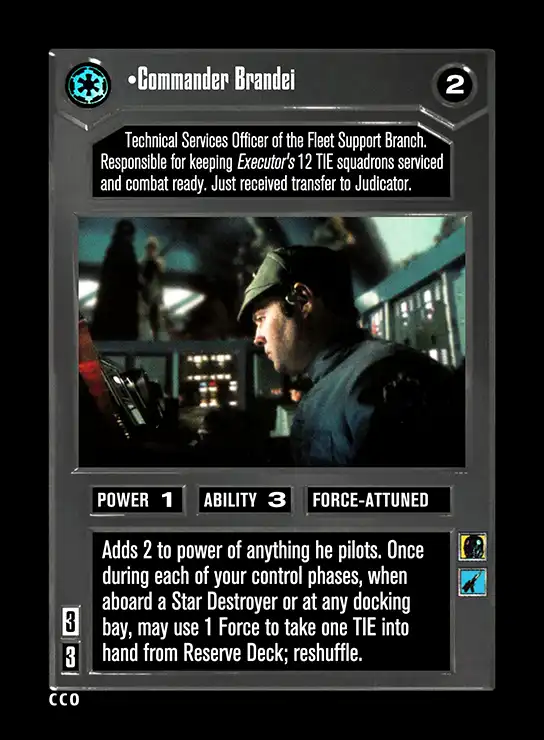 •Commander Brandei
2
Technical Services Officer of the Fleet Support Branch.
Responsible for keeping Executor's 12 TIE squadrons serviced
and combat ready. Just received transfer to Judicator.
POWER 1 ABILITY 3 FORCE-ATTUNED
Adds 2 to power of anything he pilots. Once
during each of your control phases, when
aboard a Star Destroyer or at any docking
bay, may use 1 Force to take one TIE into
hand from Reserve Deck; reshuffle.
3
3
CCO